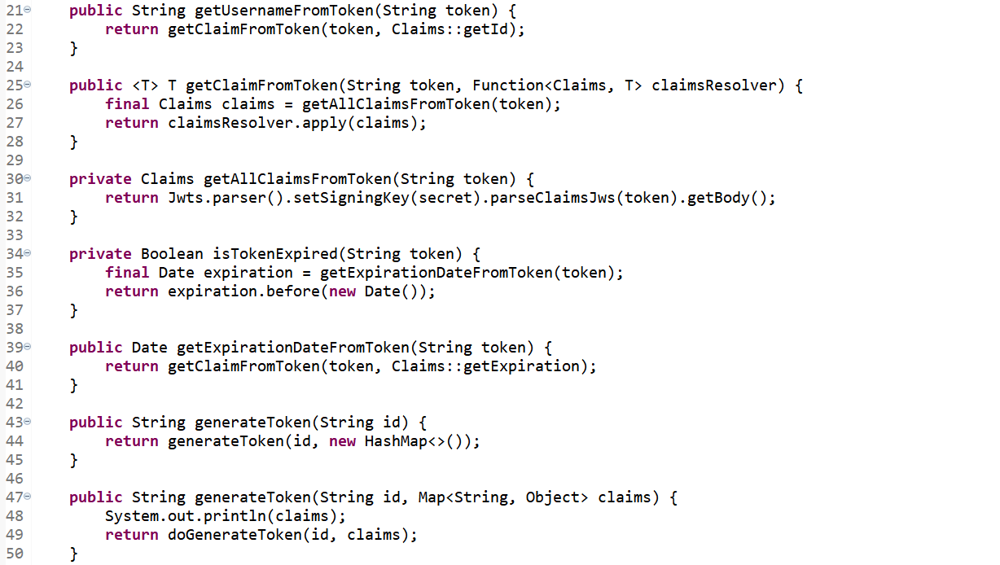 21 public String getUsernameFromToken(String token) {
22 return getClaimFromToken(token, Claims::getId);
23 }
24
25 public <T> T getClaimFromToken(String token, Function<Claims, T> claimsResolver) {
26 final Claims claims = getAllClaimsFromToken(token);
27 return claimsResolver.apply(claims);
28 }
29
30 private Claims getAllClaimsFromToken(String token) {
31 return Jwts.parser().setSigningKey(secret).parseClaimsJws(token).getBody();
32 }
33
34 private Boolean isTokenExpired(String token) {
35 final Date expiration = getExpirationDateFromToken(token);
36 return expiration.before(new Date());
37 }
38
39 public Date getExpirationDateFromToken(String token) {
40 return getClaimFromToken(token, Claims::getExpiration);
41 }
42
43 public String generateToken(String id) {
44 return generateToken(id, new HashMap<>());
45 }
46
47 public String generateToken(String id, Map<String, Object> claims) {
48 System.out.println(claims);
49 return doGenerateToken(id, claims);
50 }